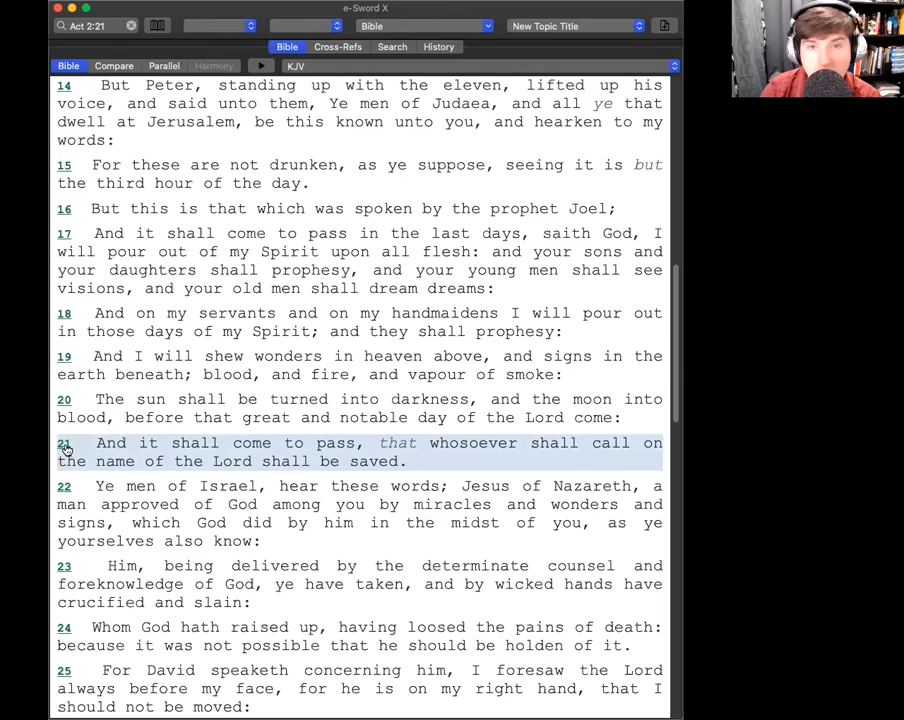 e-Sword X
Act 2:21
Bible
New Topic Title
Bible Cross-Refs Search History
Bible Compare Parallel Harmony KJV
14 But Peter, standing up with the eleven, lifted up his
voice, and said unto them, Ye men of Judaea, and all ye that
dwell at Jerusalem, be this known unto you, and hearken to my
words:
15 For these are not drunken, as ye suppose, seeing it is but
the third hour of the day.
16 But this is that which was spoken by the prophet Joel;
17 And it shall come to pass in the last days, saith God, I
will pour out of my Spirit upon all flesh: and your sons and
your daughters shall prophesy, and your young men shall see
visions, and your old men shall dream dreams:
18 And on my servants and on my handmaidens I will pour out
in those days of my Spirit; and they shall prophesy:
19 And I will shew wonders in heaven above, and signs in the
earth beneath; blood, and fire, and vapour of smoke:
20 The sun shall be turned into darkness, and the moon into
blood, before that great and notable day of the Lord come:
21 And it shall come to pass, that whosoever shall call on
the name of the Lord shall be saved.
22 Ye men of Israel, hear these words; Jesus of Nazareth, a
man approved of God among you by miracles and wonders and
signs, which God did by him in the midst of you, as ye
yourselves also know:
23 Him, being delivered by the determinate counsel and
foreknowledge of God, ye have taken, and by wicked hands have
crucified and slain:
24 Whom God hath raised up, having loosed the pains of death:
because it was not possible that he should be holden of it.
25 For David speaketh concerning him, I foresaw the Lord
always before my face, for he is on my right hand, that I
should not be moved: